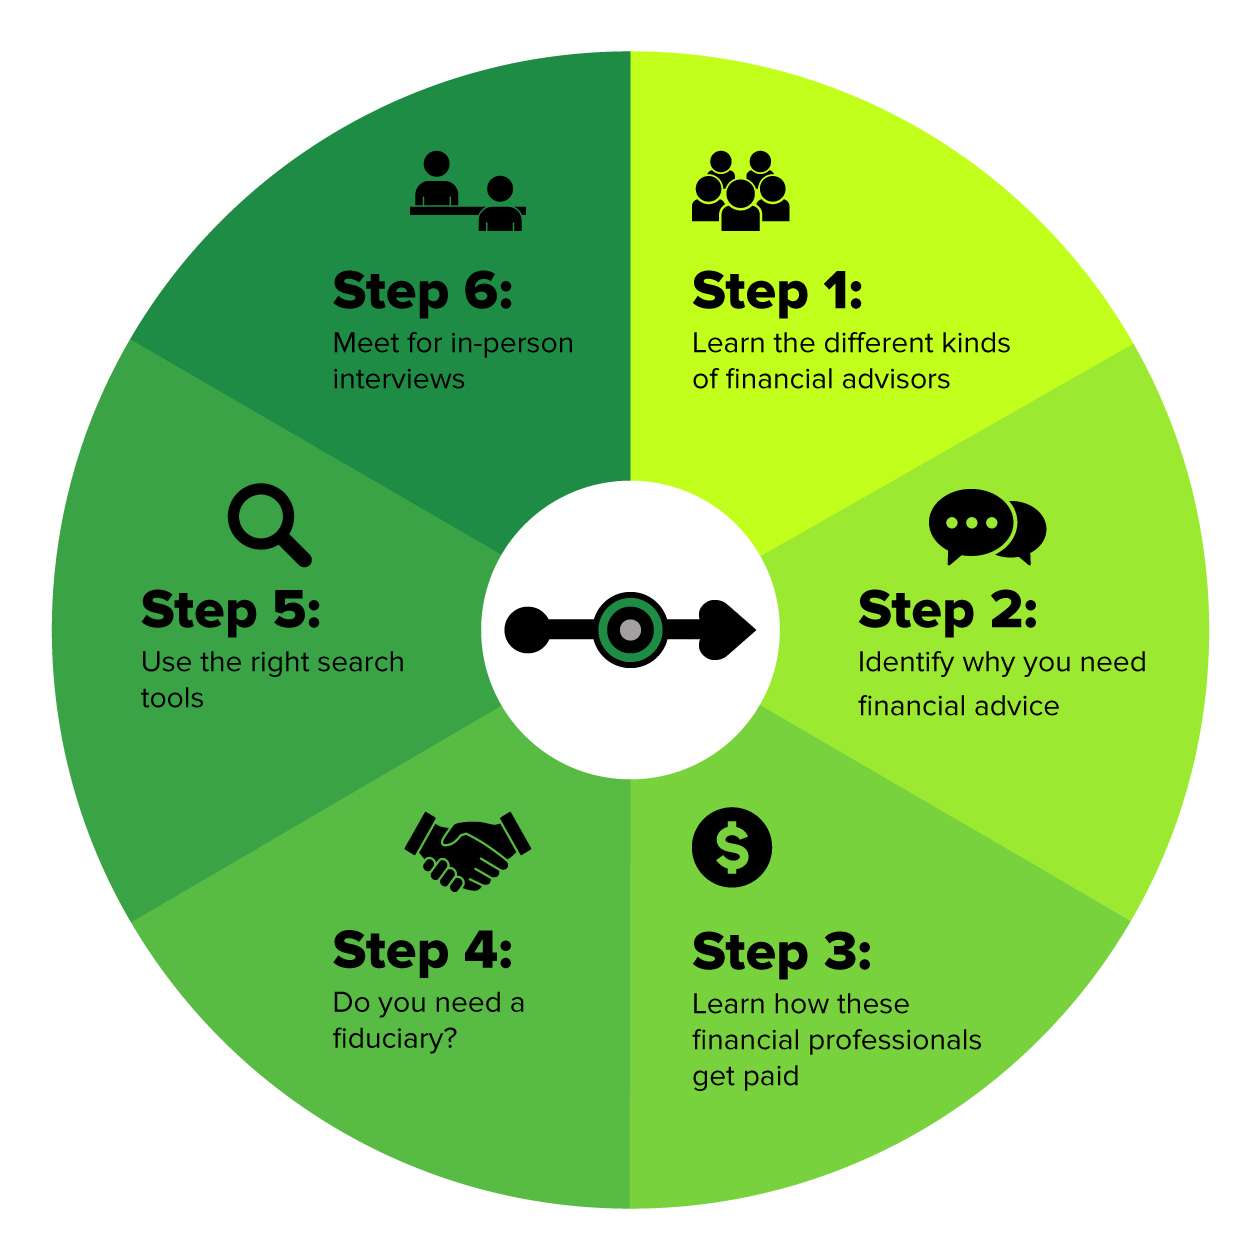 Step 1:
Learn the different kinds
of financial advisors
Step 2:
Identify why you need
financial advice
Step 3:
Learn how these
financial professionals
get paid
Step 4:
Do you need a
fiduciary?
Step 5:
Use the right search
tools
Step 6:
Meet for in-person
interviews
$